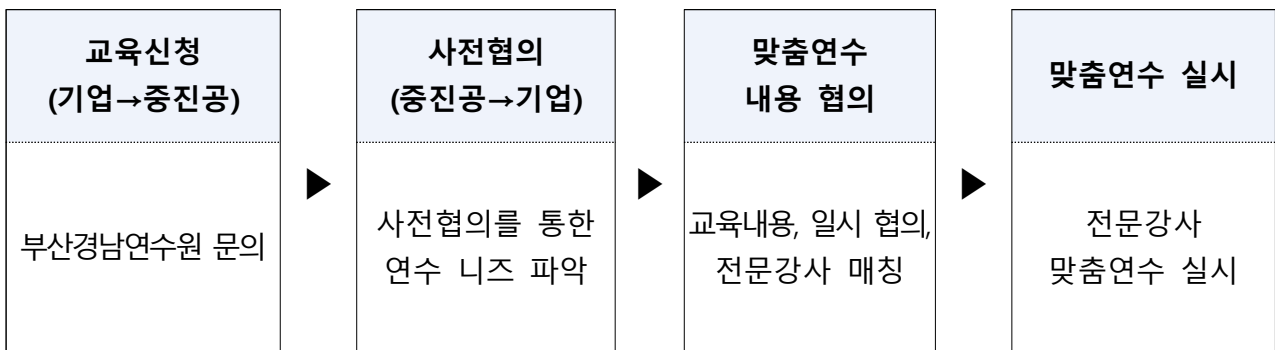 교육신청
(기업→중진공)
부산경남연수원 문의
▶
사전협의
(중진공→기업)
사전협의를 통한
연수 니즈 파악
▶
맞춤연수
내용 협의
교육내용, 일시 협의,
전문강사 매칭
▶
맞춤연수 실시
전문강사
맞춤연수 실시